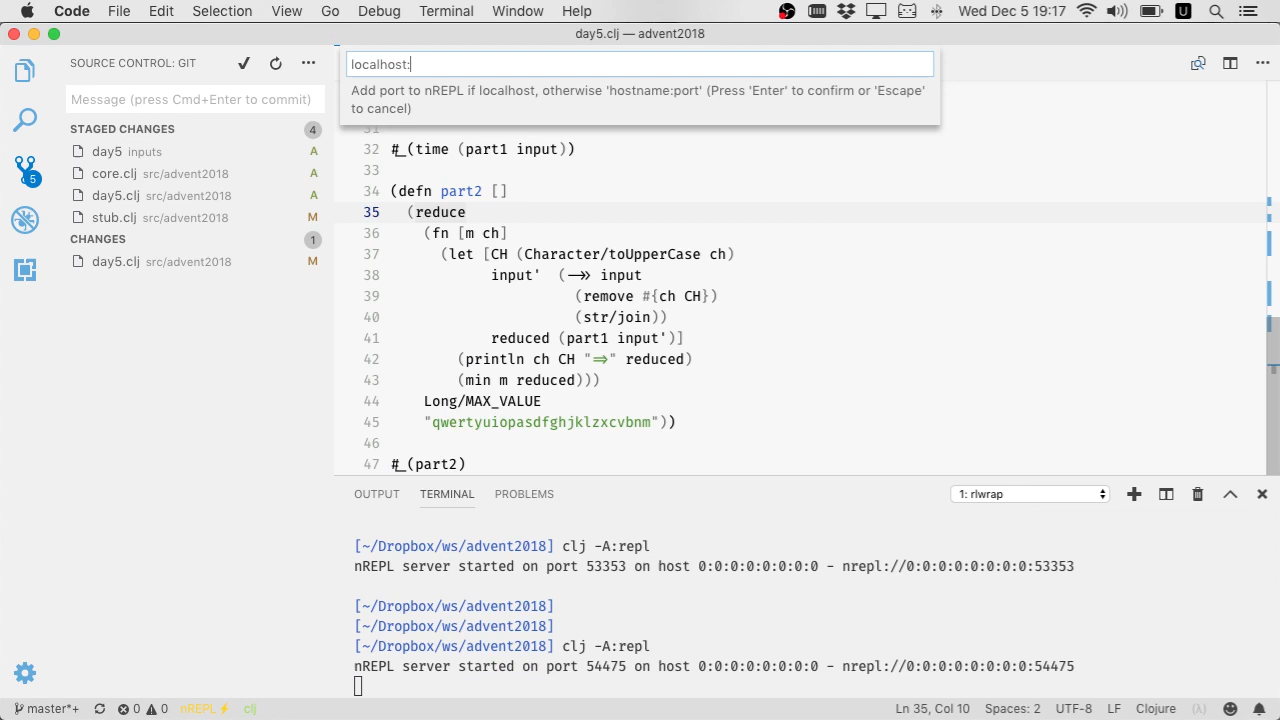 Code File Edit Selection View Go Debug Terminal Window Help Wed Dec 5 19:17 U
day5.clj — advent2018
SOURCE CONTROL: GIT
Message (press Cmd+Enter to commit)
STAGED CHANGES 4
day5 inputs A
core.clj src/advent2018 A
day5.clj src/advent2018 A
stub.clj src/advent2018 M
CHANGES 1
day5.clj src/advent2018 M
5
localhost:
Add port to nREPL if localhost, otherwise 'hostname:port' (Press 'Enter' to confirm or 'Escape'
to cancel)
31
32 #_(time (part1 input))
33
34 (defn part2 []
35 (reduce
36 (fn [m ch]
37 (let [CH (Character/toUpperCase ch)
38 input' (->> input
39 (remove #{ch CH})
40 (str/join))
41 reduced (part1 input')]
42 (println ch CH "=>" reduced)
43 (min m reduced)))
44 Long/MAX_VALUE
45 "qwertyuiopasdfghjklzxcvbnm"))
46
47 #_(part2)
OUTPUT TERMINAL PROBLEMS 1: rlwrap
[~/Dropbox/ws/advent2018] clj -A:repl
nREPL server started on port 53353 on host 0:0:0:0:0:0:0:0 - nrepl://0:0:0:0:0:0:0:0:53353
[~/Dropbox/ws/advent2018]
[~/Dropbox/ws/advent2018]
[~/Dropbox/ws/advent2018] clj -A:repl
nREPL server started on port 54475 on host 0:0:0:0:0:0:0:0 - nrepl://0:0:0:0:0:0:0:0:54475
master*+ 0 0 nREPL⚡ clj Ln 35, Col 10 Spaces: 2 UTF-8 LF Clojure (λ)